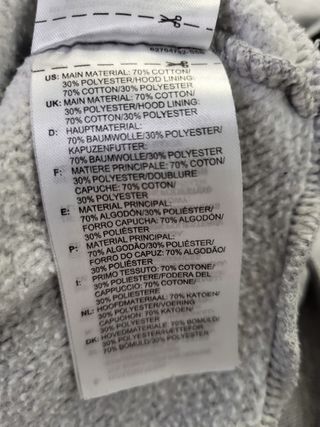 US: MAIN MATERIAL: 70% COTTON/
30% POLYESTER/HOOD LINING:
70% COTTON/30% POLYESTER
UK: MAIN MATERIAL: 70% COTTON/
30% POLYESTER/HOOD LINING:
70% COTTON/30% POLYESTER
D: HAUPTMATERIAL:
70% BAUMWOLLE/30% POLYESTER/
KAPUZENFUTTER:
70% BAUMWOLLE/30% POLYESTER
F: MATIERE PRINCIPALE: 70% COTON/
30% POLYESTER/DOUBLURE
CAPUCHE: 70% COTON/
30% POLYESTER
E: MATERIAL PRINCIPAL:
70% ALGODÓN/30% POLIÉSTER/
FORRO CAPUCHA: 70% ALGODÓN/
30% POLIÉSTER
P: MATERIAL PRINCIPAL:
70% ALGODÃO/30% POLIÉSTER/
FORRO DO CAPUZ: 70% ALGODÃO/
30% POLIÉSTER
I: PRIMO TESSUTO: 70% COTONE/
30% POLIESTERE/FODERA DEL
CAPPUCCIO: 70% COTONE/
30% POLIESTERE
NL: HOOFDMATERIAAL: 70% KATOEN/
30% POLYESTER/VOERING
CAPUCHON: 70% KATOEN/
30% POLYESTER
DK: HOVEDMATERIALE: 70% BOMULD/
30% POLYESTER/HÆTTEFOR:
70% BOMULD/30% POLYESTER